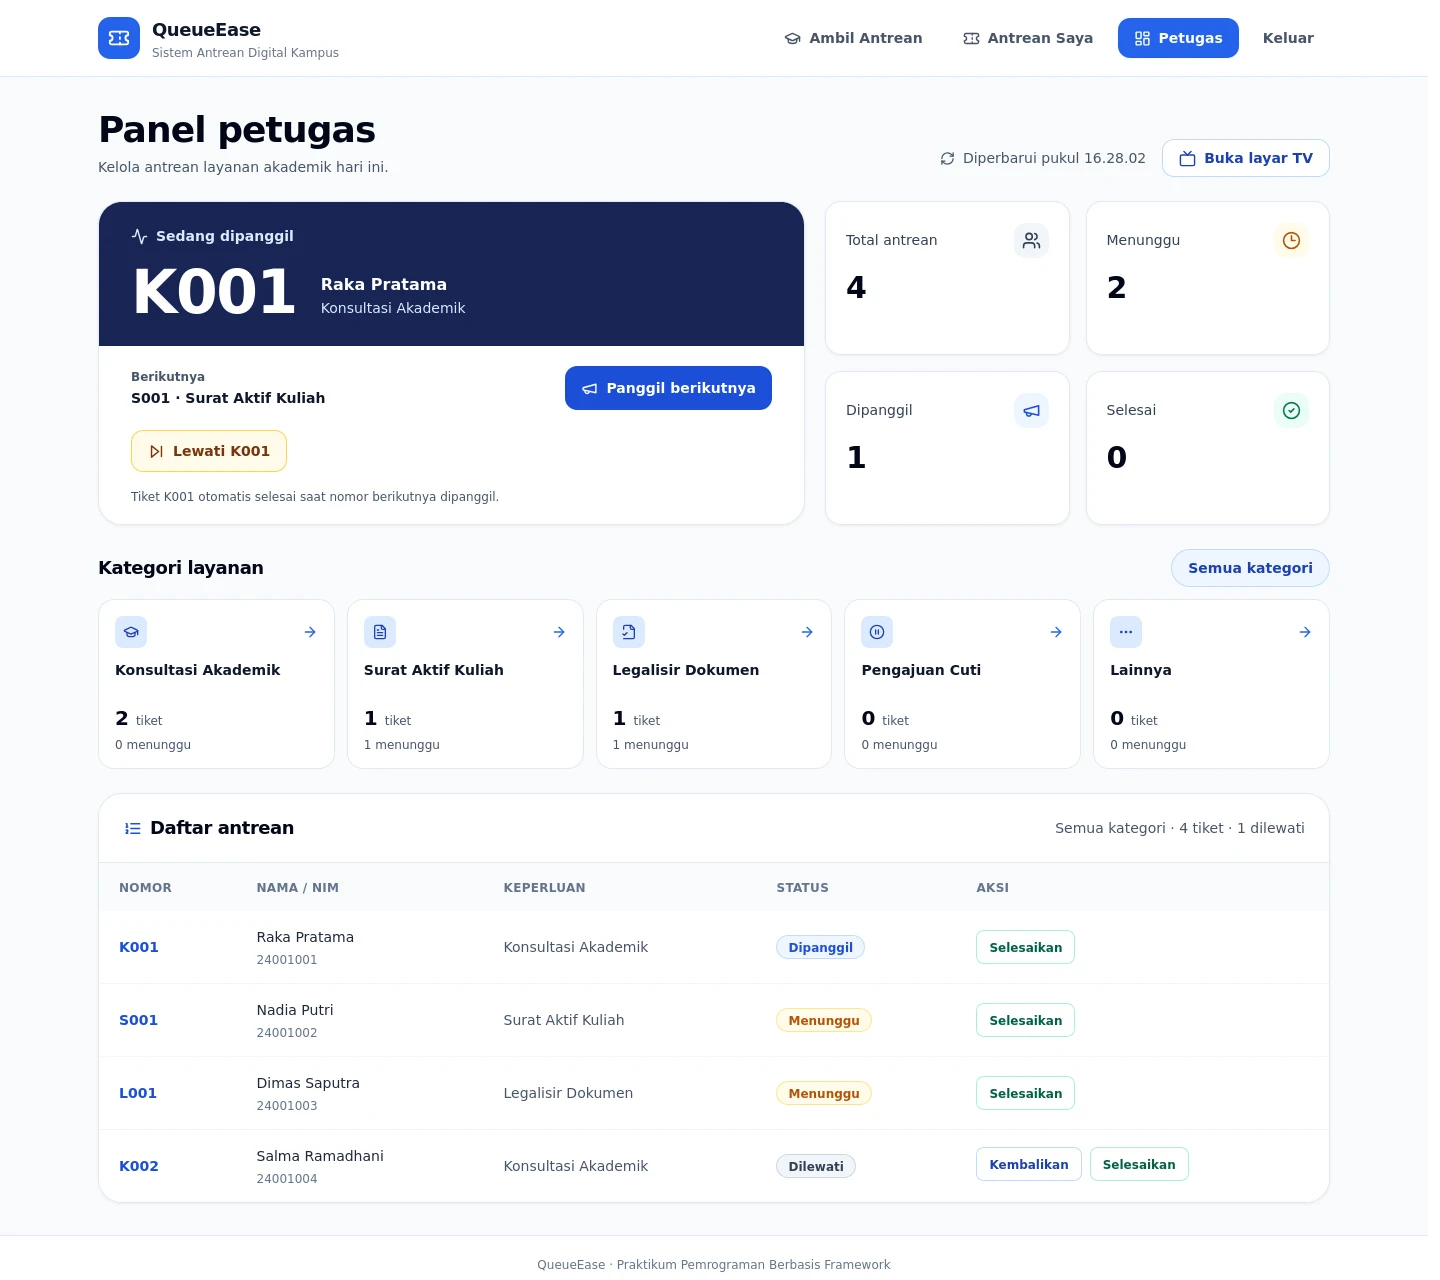 QueueEase
Sistem Antrean Digital Kampus
Ambil Antrean
Antrean Saya
Petugas
Keluar
Panel petugas
Kelola antrean layanan akademik hari ini.
Diperbarui pukul 16.28.02
Buka layar TV
Sedang dipanggil
K001
Raka Pratama
Konsultasi Akademik
Berikutnya
S001 · Surat Aktif Kuliah
Panggil berikutnya
Lewati K001
Tiket K001 otomatis selesai saat nomor berikutnya dipanggil.
Total antrean
4
Menunggu
2
Dipanggil
1
Selesai
0
Kategori layanan
Semua kategori
Konsultasi Akademik
2 tiket
0 menunggu
Surat Aktif Kuliah
1 tiket
1 menunggu
Legalisir Dokumen
1 tiket
1 menunggu
Pengajuan Cuti
0 tiket
0 menunggu
Lainnya
0 tiket
0 menunggu
Daftar antrean
Semua kategori · 4 tiket · 1 dilewati
NOMOR NAMA / NIM KEPERLUAN STATUS AKSI
K001 Raka Pratama Konsultasi Akademik Dipanggil Selesaikan
24001001
S001 Nadia Putri Surat Aktif Kuliah Menunggu Selesaikan
24001002
L001 Dimas Saputra Legalisir Dokumen Menunggu Selesaikan
24001003
K002 Salma Ramadhani Konsultasi Akademik Dilewati Kembalikan Selesaikan
24001004
QueueEase · Praktikum Pemrograman Berbasis Framework